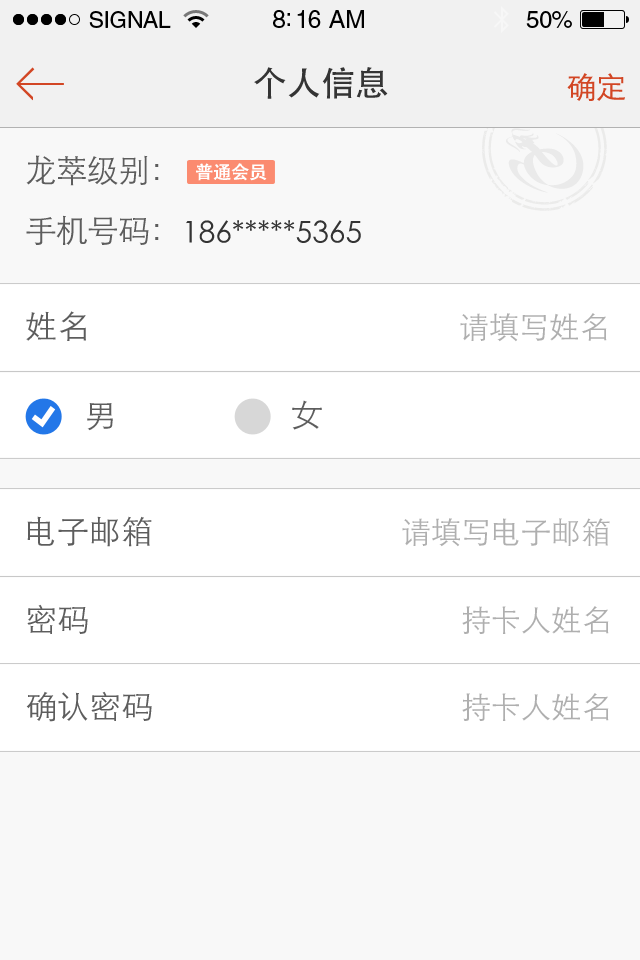 SIGNAL 8:16 AM 50%
个人信息 确定
龙萃级别: 普通会员
手机号码: 186*****5365
姓名 请填写姓名
男 女
电子邮箱 请填写电子邮箱
密码 持卡人姓名
确认密码 持卡人姓名